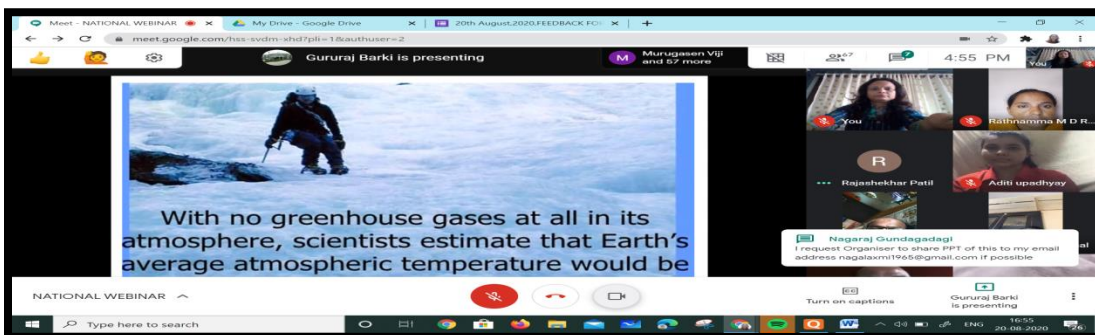 Meet - NATIONAL WEBINAR
My Drive - Google Drive
20th August,2020.FEEDBACK FO
meet.google.com/hss-svdm-xhd?pli=1&authuser=2
Gururaj Barki is presenting
M
Murugasen Viji
and 57 more
67
4:55 PM
You
You
Rathnamma M D R...
R
Rajashekhar Patil
Aditi upadhyay
With no greenhouse gases at all in its
atmosphere, scientists estimate that Earth's
average atmospheric temperature would be
Nagaraj Gundagadagi
I request Organiser to share PPT of this to my email
address nagalaxmi1965@gmail.com if possible
al
NATIONAL WEBINAR
Turn on captions
Gururaj Barki
is presenting
Type here to search
ENG
16:55
20-08-2020
26